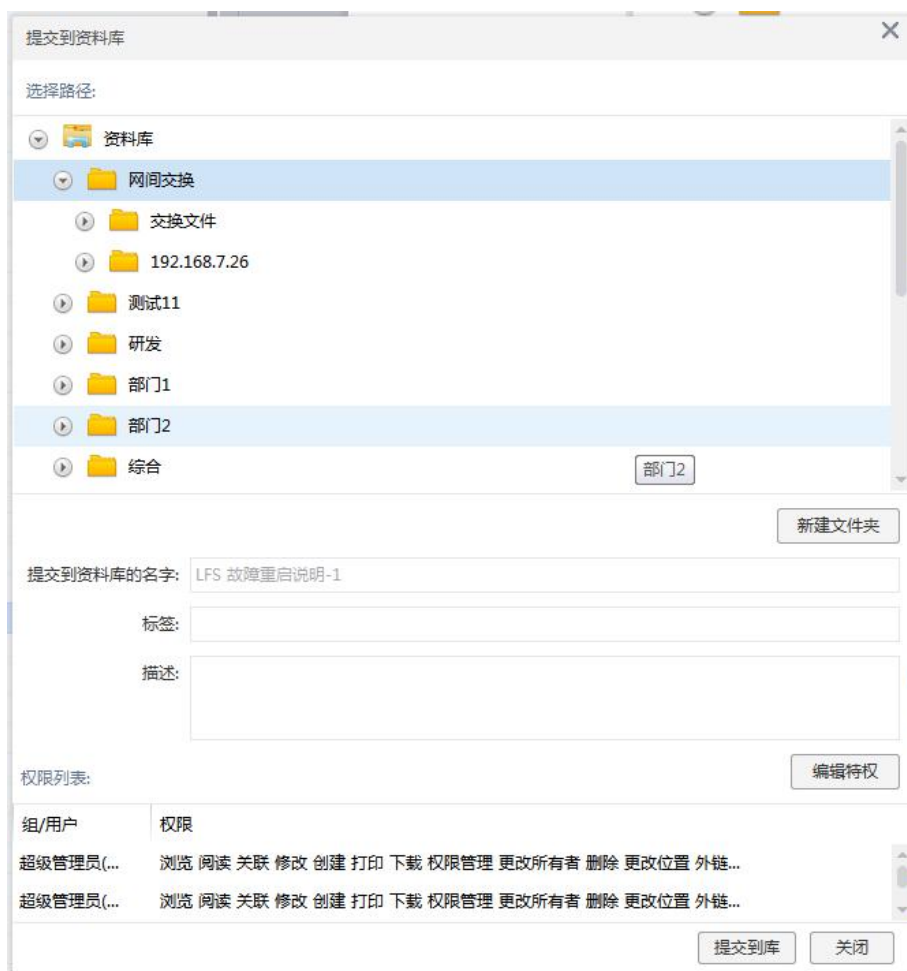 提交到资料库
选择路径:
资料库
网间交换
交换文件
192.168.7.26
测试11
研发
部门1
部门2
综合
部门2
新建文件夹
提交到资料库的名字: LFS 故障重启说明-1
标签:
描述:
编辑特权
权限列表:
组/用户 权限
超级管理员(... 浏览 阅读 关联 修改 创建 打印 下载 权限管理 更改所有者 删除 更改位置 外链...
超级管理员(... 浏览 阅读 关联 修改 创建 打印 下载 权限管理 更改所有者 删除 更改位置 外链...
提交到库 关闭